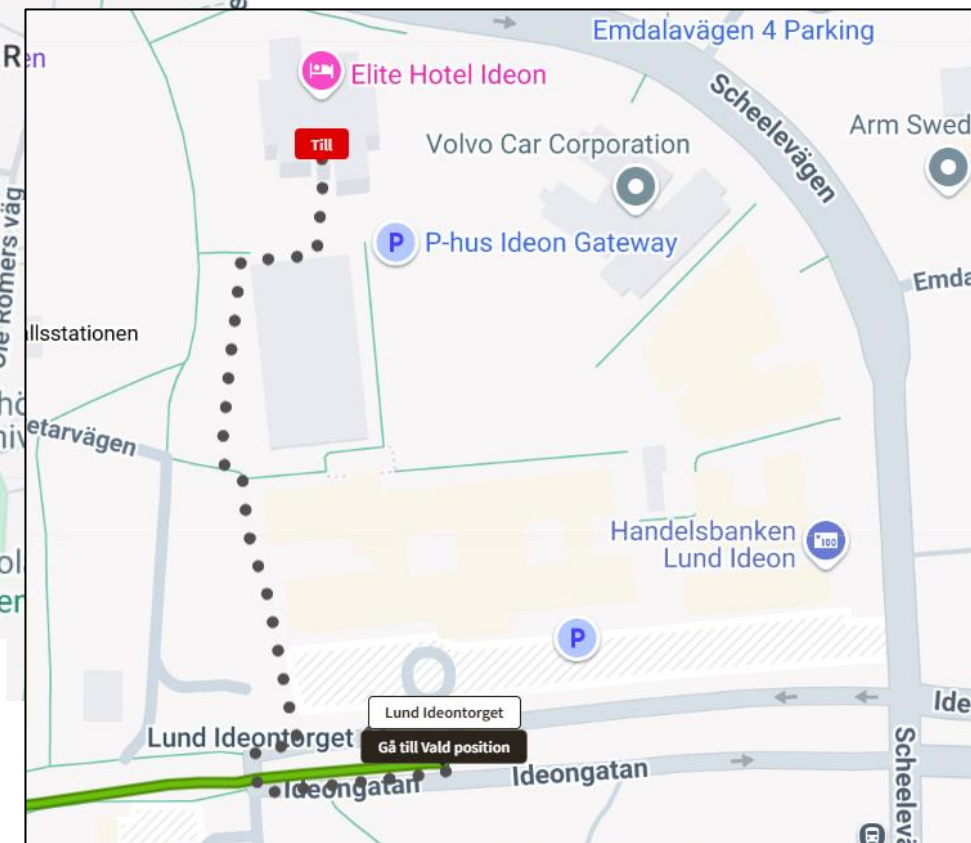 Emdalavägen 4 Parking
Elite Hotel Ideon
Till
Volvo Car Corporation
Scheelevägen
Arm Swed
P
P-hus Ideon Gateway
Ole Römers väg
Emda
llsstationen
etarvägen
Handelsbanken
Lund Ideon
100
P
Lund Ideontorget
Ide
Lund Ideontorget
Gå till Vald position
Ideongatan
Ideongatan
Scheelevä